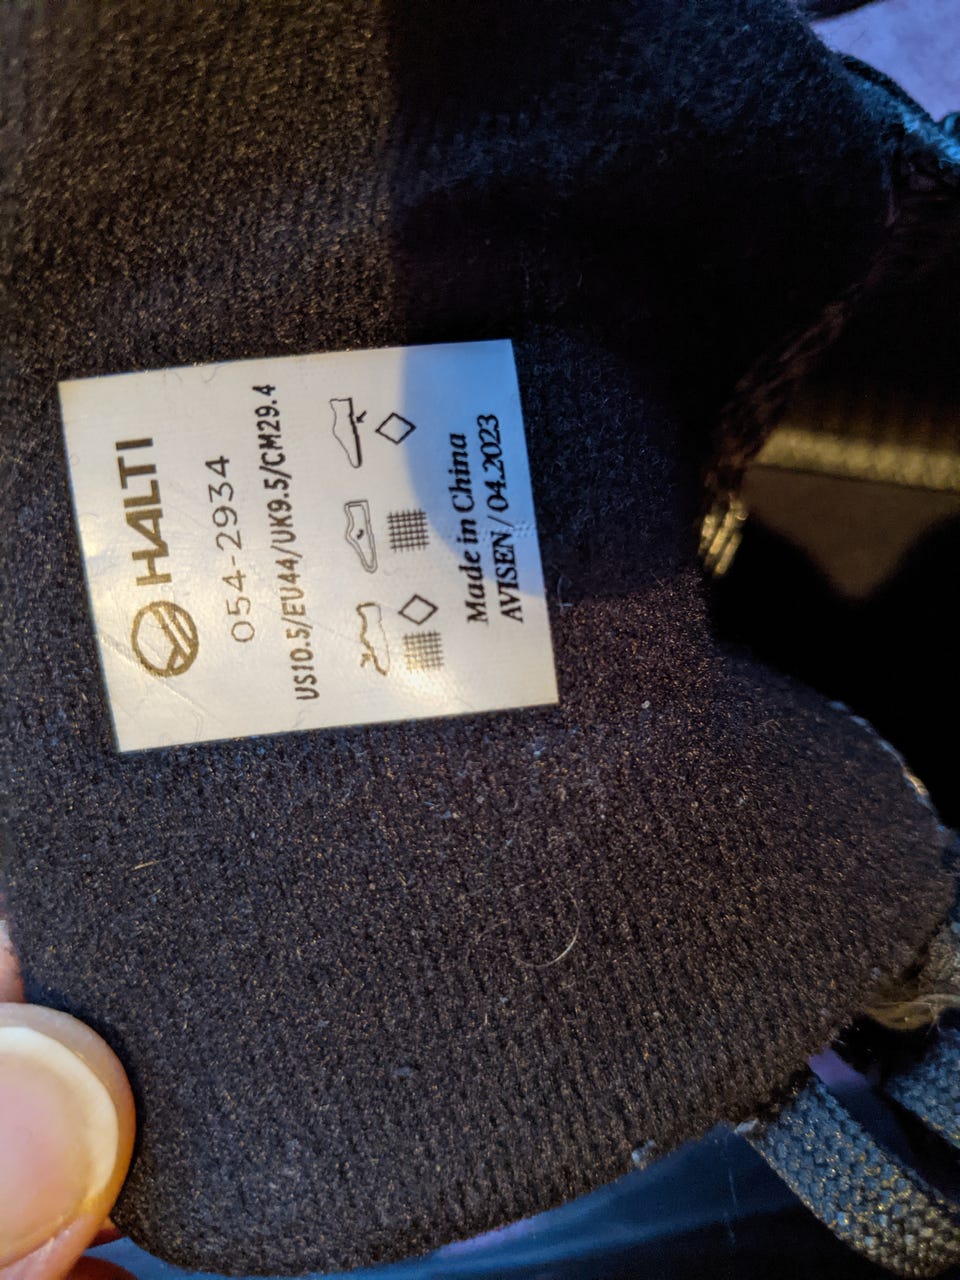 HALTI
054-2934
US10.5/EU44/UK9.5/CM29.4
Made in China
AVISEN/04.2023